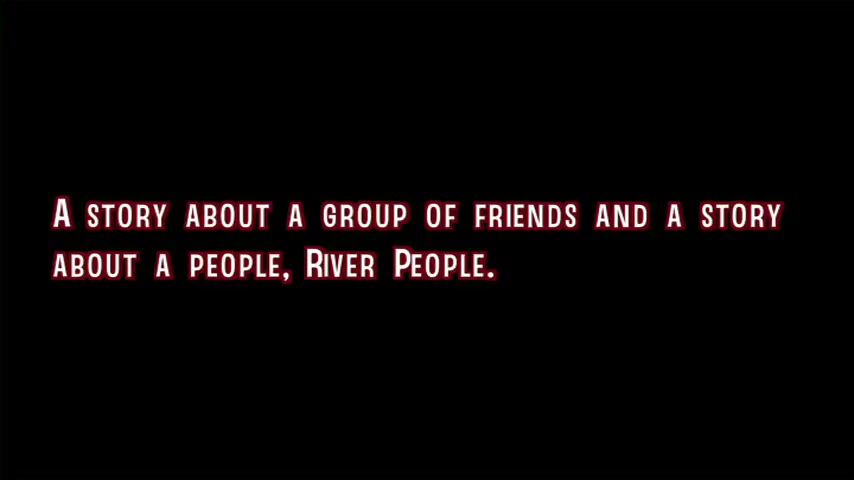 A story about a group of friends and a story
about a people, River People.